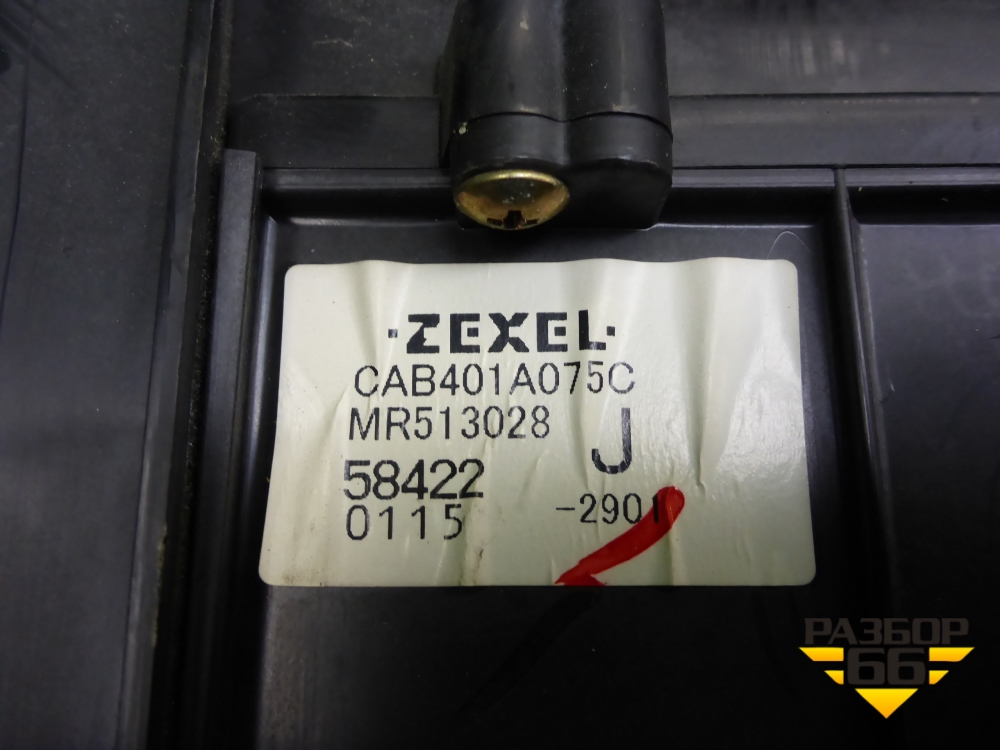 ·ZEXEL·
CAB401A075C
MR513028
J
58422
0115 -2901
РАЗБОР
66